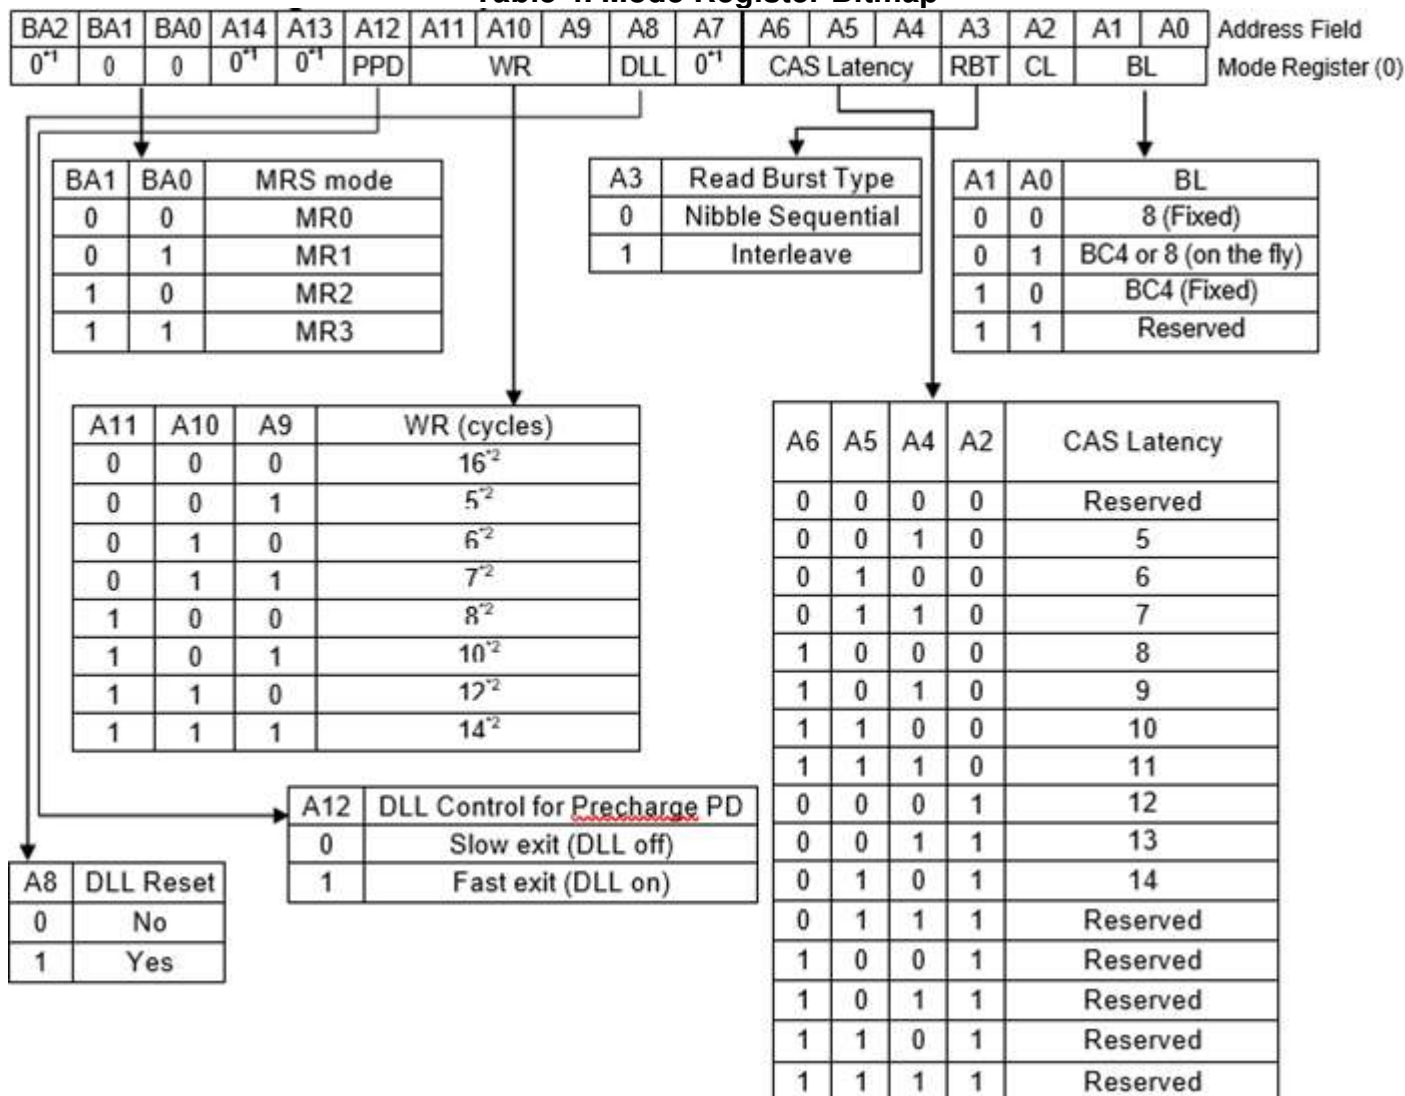 Table 4. Mode Register Bitmap
BA2 BA1 BA0 A14 A13 A12 A11 A10 A9 A8 A7 A6 A5 A4 A3 A2 A1 A0 Address Field
0*1 0 0 0*1 0*1 PPD WR DLL 0*1 CAS Latency RBT CL BL Mode Register (0)
BA1 BA0 MRS mode
0 0 MR0
0 1 MR1
1 0 MR2
1 1 MR3
A3 Read Burst Type
0 Nibble Sequential
1 Interleave
A1 A0 BL
0 0 8 (Fixed)
0 1 BC4 or 8 (on the fly)
1 0 BC4 (Fixed)
1 1 Reserved
A11 A10 A9 WR (cycles)
0 0 0 16*2
0 0 1 5*2
0 1 0 6*2
0 1 1 7*2
1 0 0 8*2
1 0 1 10*2
1 1 0 12*2
1 1 1 14*2
A6 A5 A4 A2 CAS Latency
0 0 0 0 Reserved
0 0 1 0 5
0 1 0 0 6
0 1 1 0 7
1 0 0 0 8
1 0 1 0 9
1 1 0 0 10
1 1 1 0 11
0 0 0 1 12
0 0 1 1 13
0 1 0 1 14
0 1 1 1 Reserved
1 0 0 1 Reserved
1 0 1 1 Reserved
1 1 0 1 Reserved
1 1 1 1 Reserved
A12 DLL Control for Precharge PD
0 Slow exit (DLL off)
1 Fast exit (DLL on)
A8 DLL Reset
0 No
1 Yes